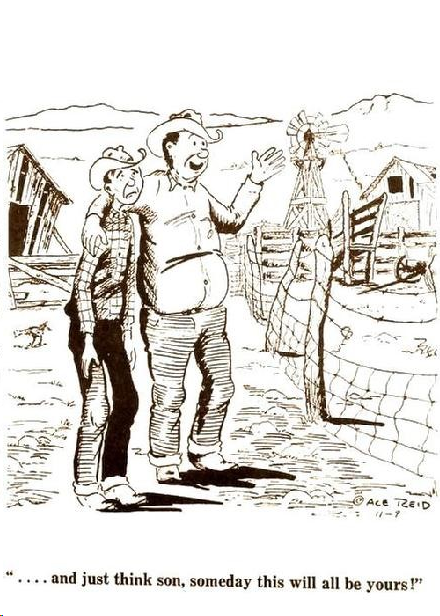 © ACE REID
11-9
“ . . . . and just think son, someday this will all be yours !”